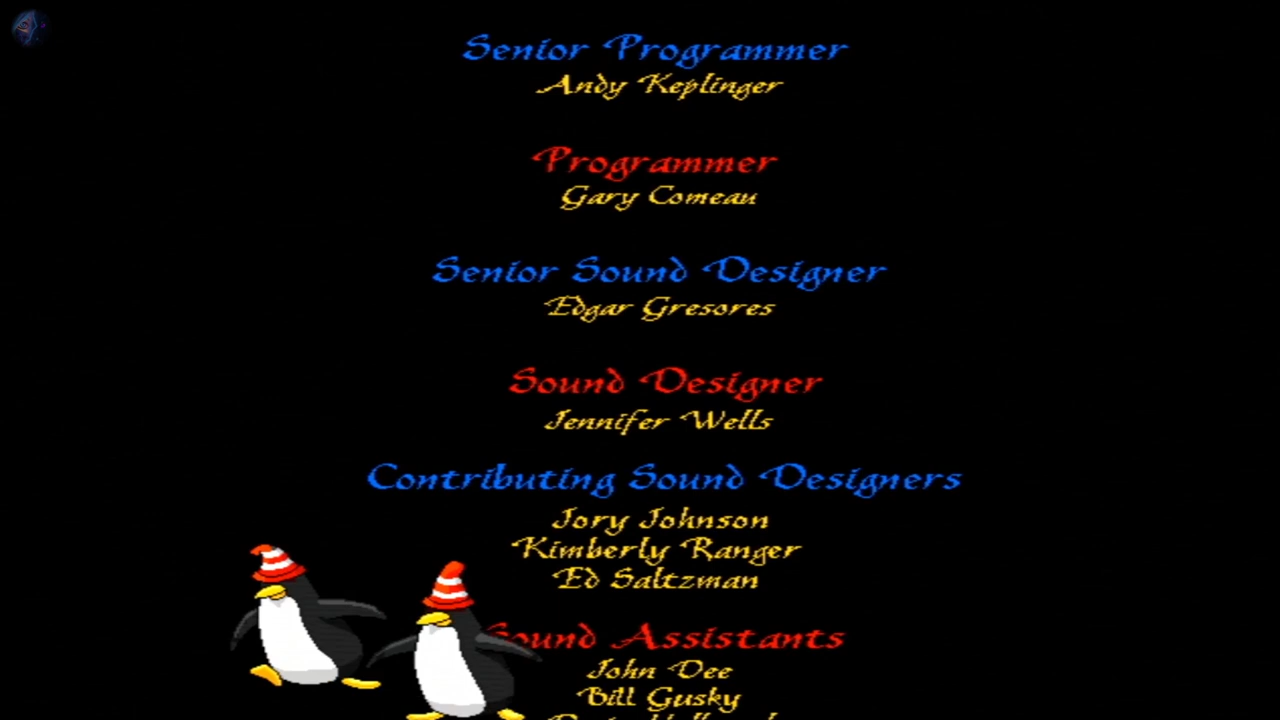 Senior Programmer
Andy Keplinger
Programmer
Gary Comeau
Senior Sound Designer
Edgar Gresores
Sound Designer
Jennifer Wells
Contributing Sound Designers
Jory Johnson
Kimberly Ranger
Ed Saltzman
Sound Assistants
John Dee
Bill Gusky